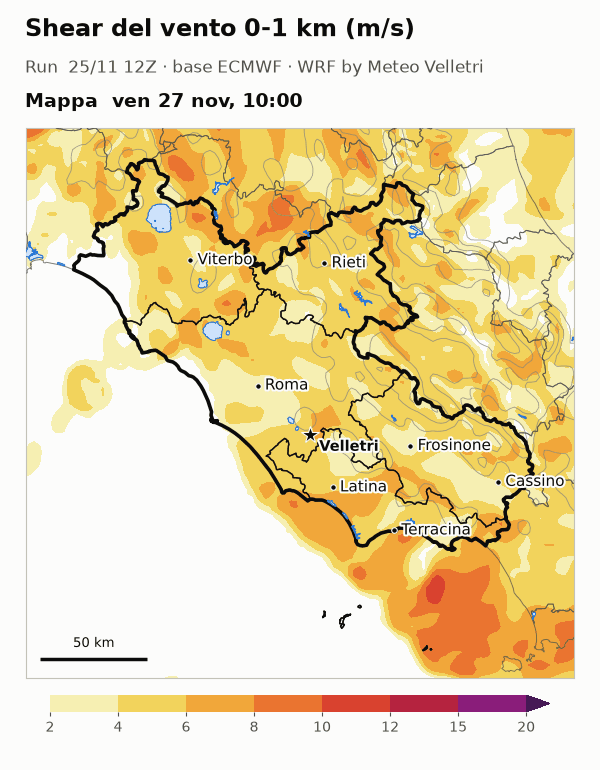 Shear del vento 0-1 km (m/s)
Run 25/11 12Z · base ECMWF · WRF by Meteo Velletri
Mappa ven 27 nov, 10:00
Viterbo
Rieti
Roma
Velletri
Frosinone
Cassino
Latina
Terracina
50 km
2 4 6 8 10 12 15 20